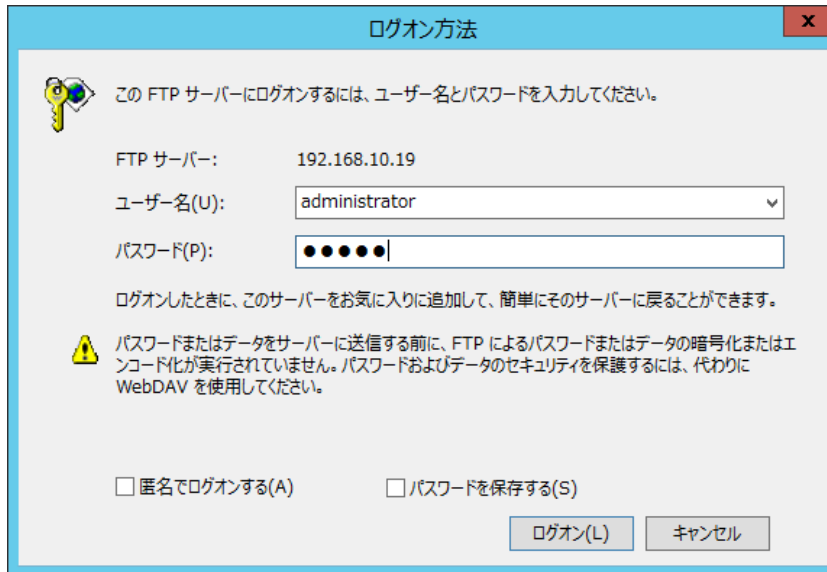 ログオン方法
x
この FTP サーバーにログオンするには、ユーザー名とパスワードを入力してください。
FTP サーバー: 192.168.10.19
ユーザー名(U): administrator
パスワード(P): ●●●●●
ログオンしたときに、このサーバーをお気に入りに追加して、簡単にそのサーバーに戻ることができます。
パスワードまたはデータをサーバーに送信する前に、FTP によるパスワードまたはデータの暗号化またはエ
ンコード化が実行されていません。パスワードおよびデータのセキュリティを保護するには、代わりに
WebDAV を使用してください。
匿名でログオンする(A) パスワードを保存する(S)
ログオン(L) キャンセル